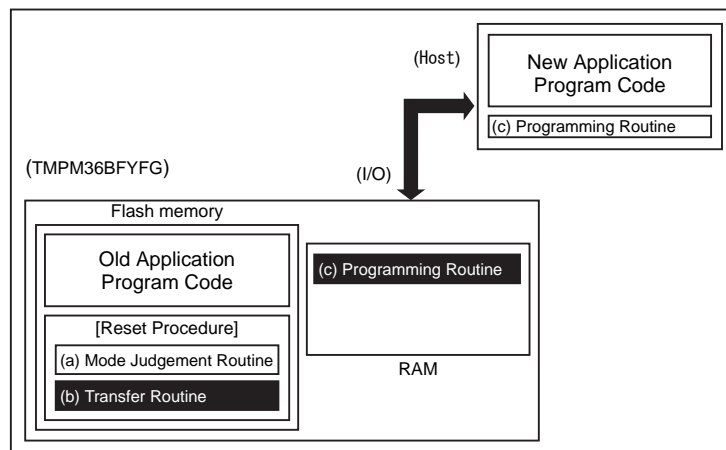 (Host)
New Application
Program Code
(c) Programming Routine
(TMPM36BFYFG)
(I/O)
Flash memory
Old Application
Program Code
[Reset Procedure]
(a) Mode Judgement Routine
(b) Transfer Routine
(c) Programming Routine
RAM